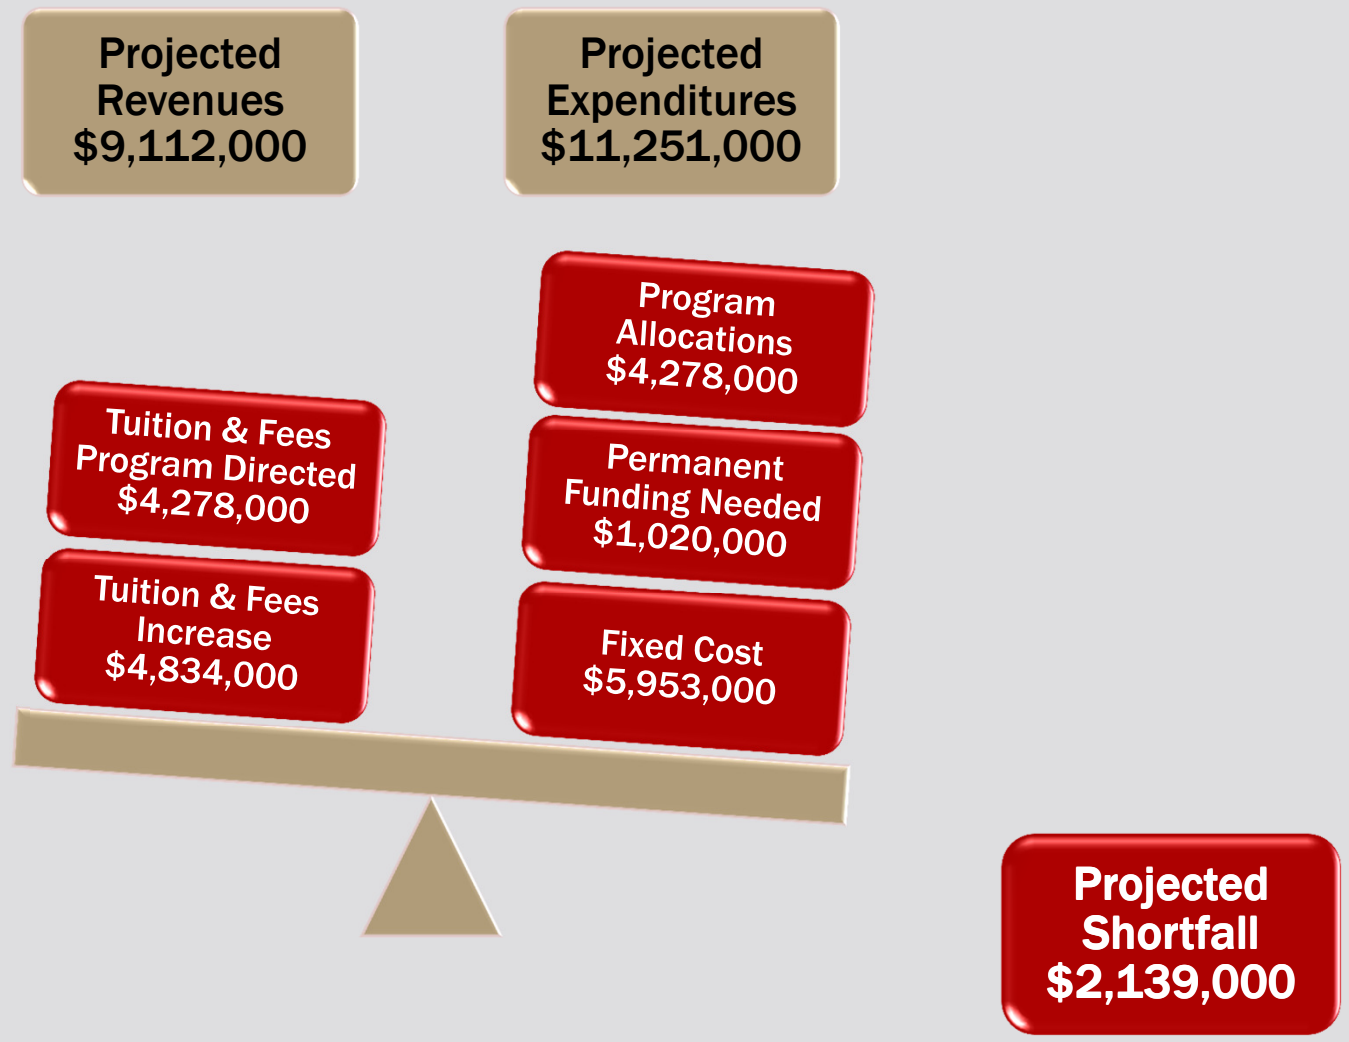 Projected
Revenues
$9,112,000
Projected
Expenditures
$11,251,000
Program
Allocations
$4,278,000
Tuition & Fees
Program Directed
$4,278,000
Permanent
Funding Needed
$1,020,000
Tuition & Fees
Increase
$4,834,000
Fixed Cost
$5,953,000
Projected
Shortfall
$2,139,000